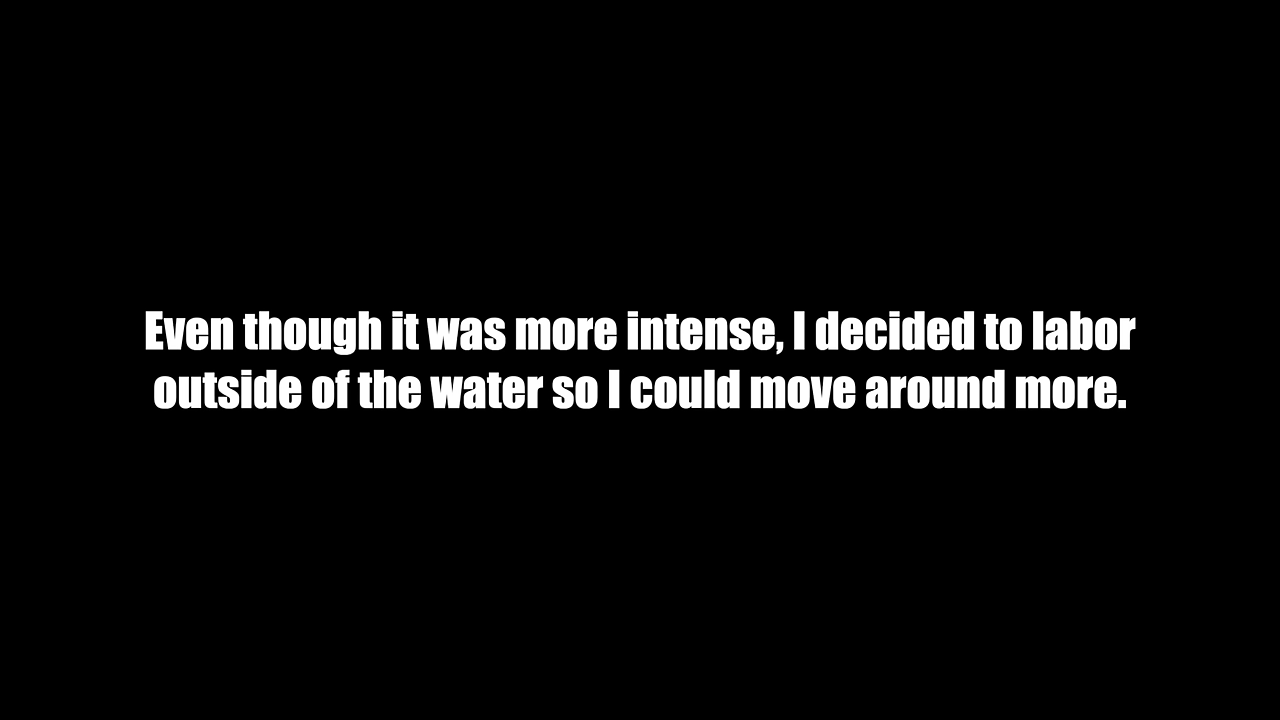 Even though it was more intense, I decided to labor
outside of the water so I could move around more.